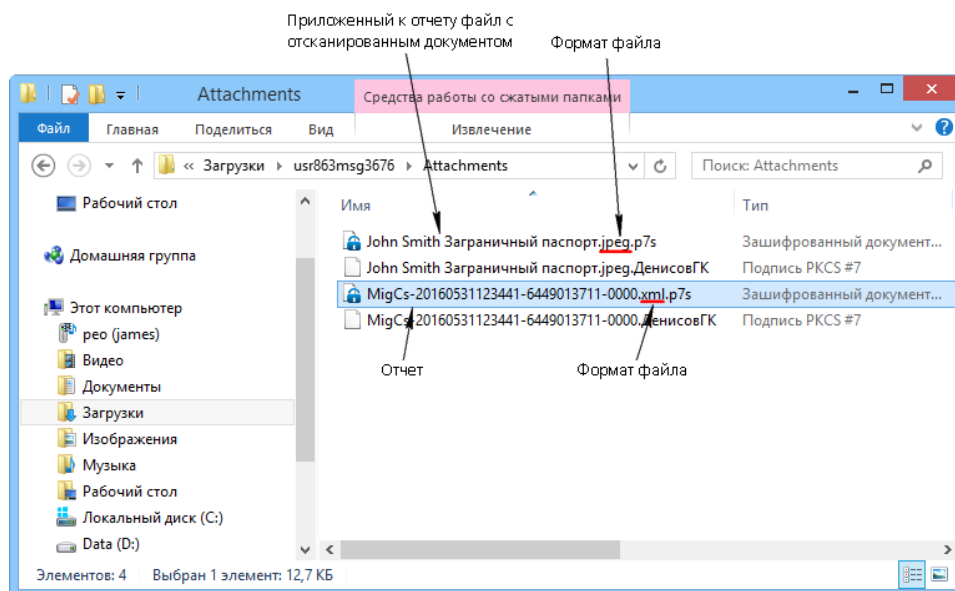 Приложенный к отчету файл с
отсканированным документом
Формат файла
Attachments
Средства работы со сжатыми папками
Файл
Главная
Поделиться
Вид
Извлечение
« Загрузки
usr863msg3676
Attachments
Поиск: Attachments
Рабочий стол
Домашняя группа
Этот компьютер
peo (james)
Видео
Документы
Загрузки
Изображения
Музыка
Рабочий стол
Локальный диск (C:)
Data (D:)
Имя
Тип
John Smith Заграничный паспорт.jpeg.p7s
Зашифрованный документ...
John Smith Заграничный паспорт.jpeg.ДенисовГК
Подпись PKCS #7
MigCs-20160531123441-6449013711-0000.xml.p7s
Зашифрованный документ...
MigCs-20160531123441-6449013711-0000.ДенисовГК
Подпись PKCS #7
Отчет
Формат файла
Элементов: 4
Выбран 1 элемент: 12,7 КБ